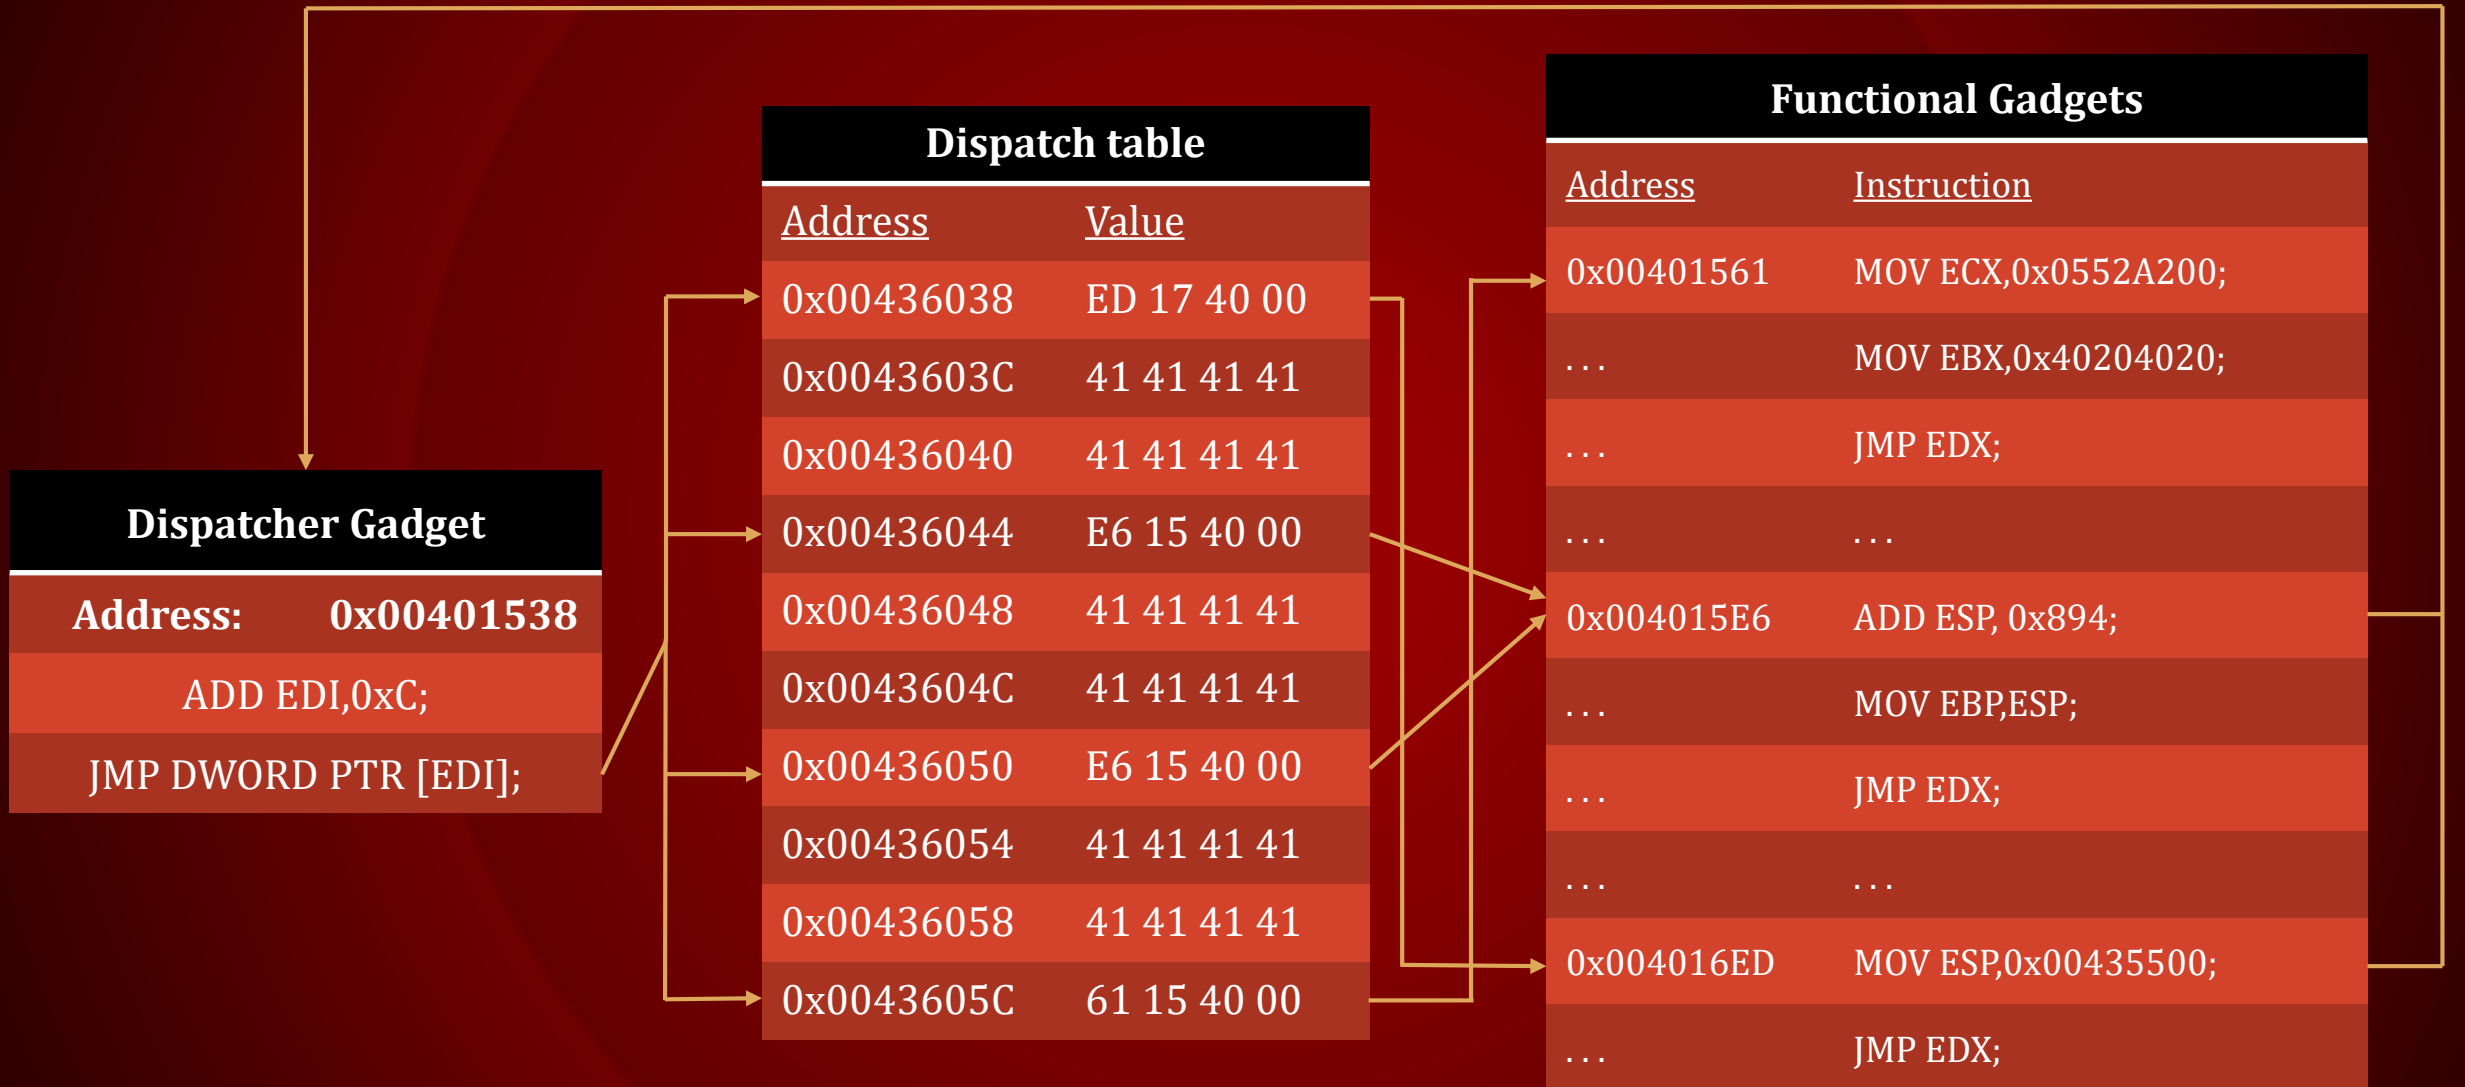 Dispatcher Gadget
Address: 0x00401538
ADD EDI,0xC;
JMP DWORD PTR [EDI];
Dispatch table
Address Value
0x00436038 ED 17 40 00
0x0043603C 41 41 41 41
0x00436040 41 41 41 41
0x00436044 E6 15 40 00
0x00436048 41 41 41 41
0x0043604C 41 41 41 41
0x00436050 E6 15 40 00
0x00436054 41 41 41 41
0x00436058 41 41 41 41
0x0043605C 61 15 40 00
Functional Gadgets
Address Instruction
0x00401561 MOV ECX,0x0552A200;
. . . MOV EBX,0x40204020;
. . . JMP EDX;
. . . . . .
0x004015E6 ADD ESP, 0x894;
. . . MOV EBP,ESP;
. . . JMP EDX;
. . . . . .
0x004016ED MOV ESP,0x00435500;
. . . JMP EDX;